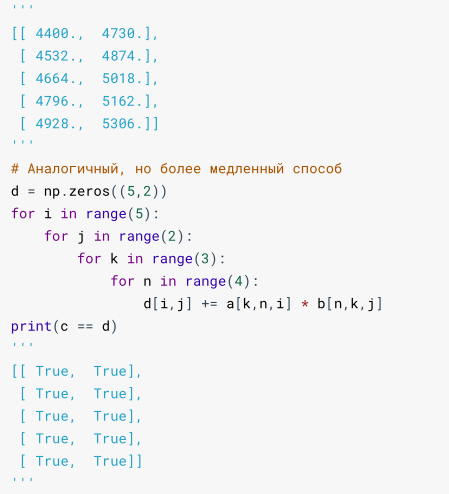 '''
[[ 4400.,  4730.],
 [ 4532.,  4874.],
 [ 4664.,  5018.],
 [ 4796.,  5162.],
 [ 4928.,  5306.]]
'''
# Аналогичный, но более медленный способ
d = np.zeros((5,2))
for i in range(5):
    for j in range(2):
        for k in range(3):
            for n in range(4):
                d[i,j] += a[k,n,i] * b[n,k,j]
print(c == d)
'''
[[ True,  True],
 [ True,  True],
 [ True,  True],
 [ True,  True],
 [ True,  True]]
'''